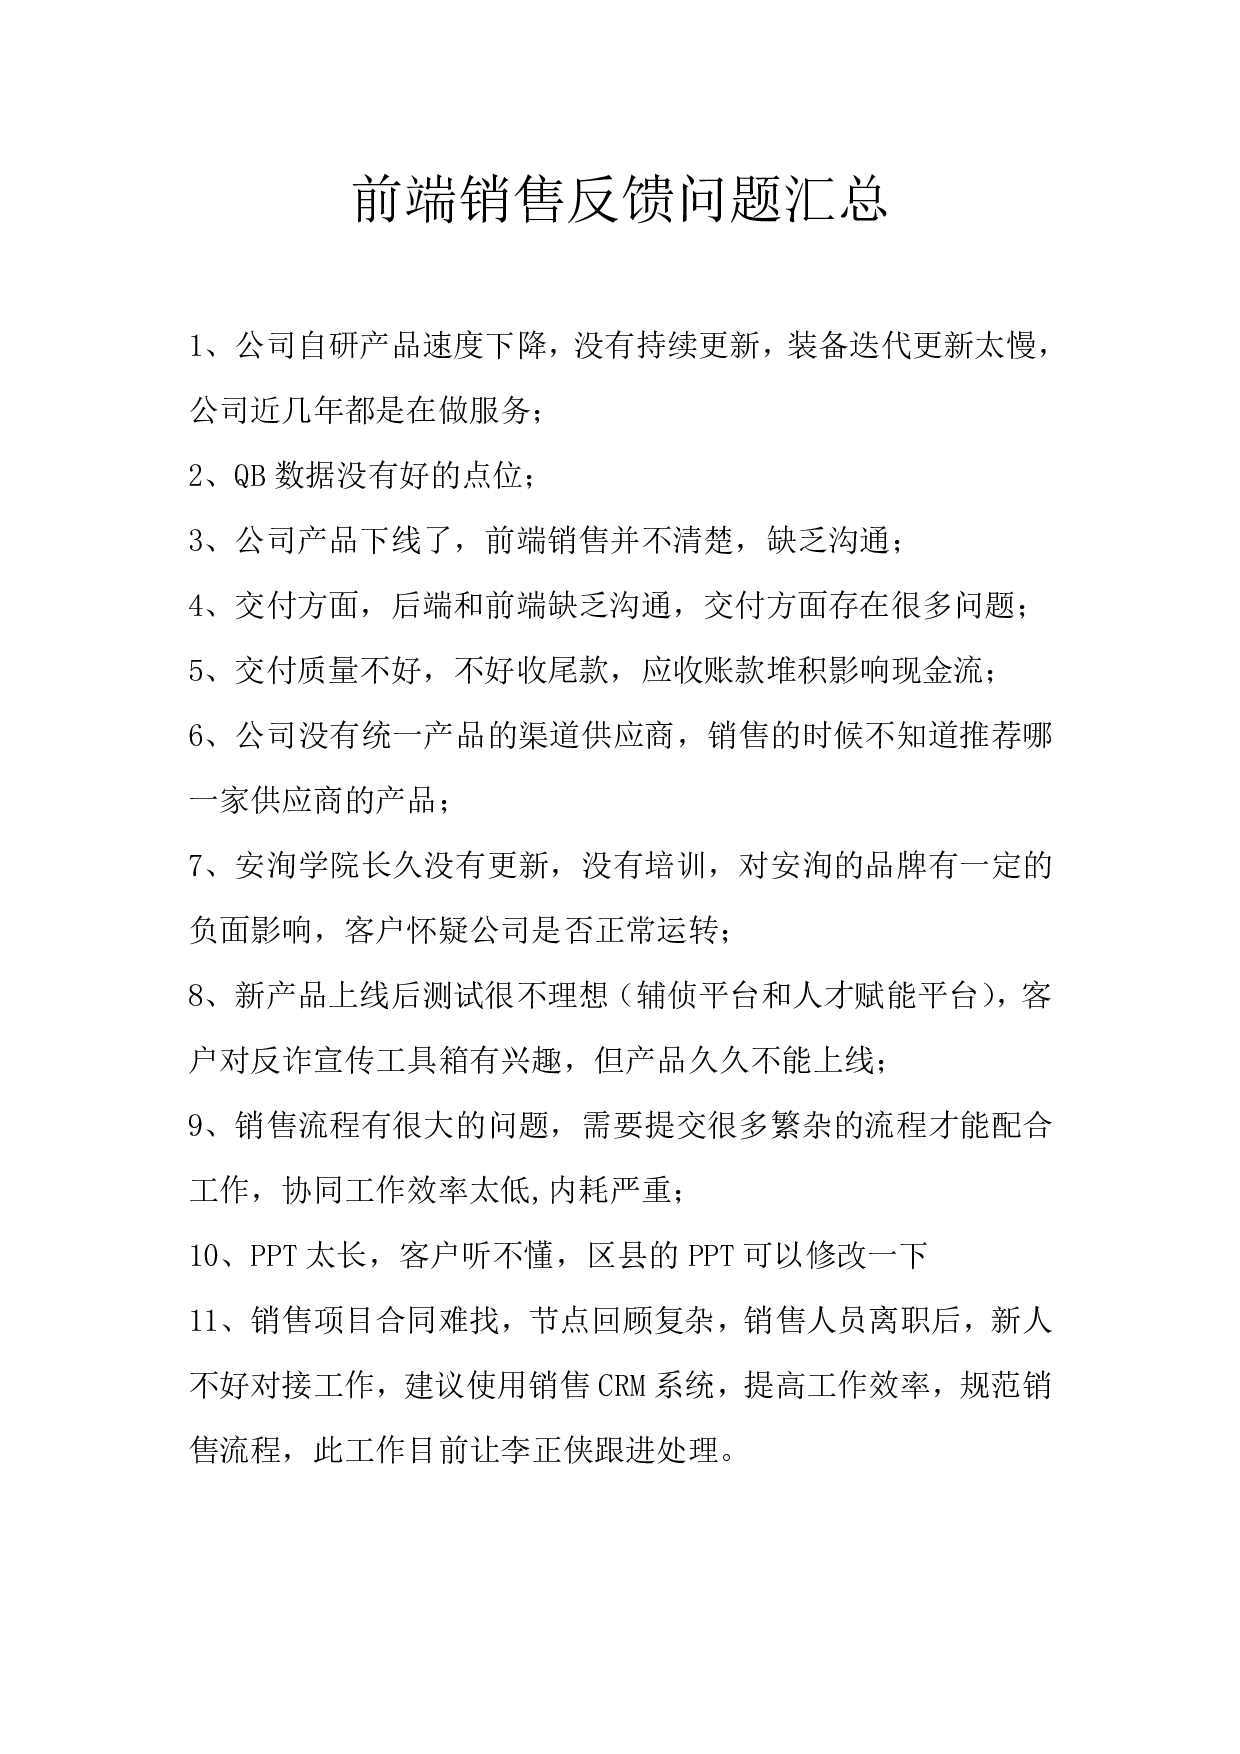 前端销售反馈问题汇总
1、公司自研产品速度下降，没有持续更新，装备迭代更新太慢，
公司近几年都是在做服务；
2、QB 数据没有好的点位；
3、公司产品下线了，前端销售并不清楚，缺乏沟通；
4、交付方面，后端和前端缺乏沟通，交付方面存在很多问题；
5、交付质量不好，不好收尾款，应收账款堆积影响现金流；
6、公司没有统一产品的渠道供应商，销售的时候不知道推荐哪
一家供应商的产品；
7、安洵学院长久没有更新，没有培训，对安洵的品牌有一定的
负面影响，客户怀疑公司是否正常运转；
8、新产品上线后测试很不理想（辅侦平台和人才赋能平台），客
户对反诈宣传工具箱有兴趣，但产品久久不能上线；
9、销售流程有很大的问题，需要提交很多繁杂的流程才能配合
工作，协同工作效率太低,内耗严重；
10、PPT 太长，客户听不懂，区县的 PPT 可以修改一下
11、销售项目合同难找，节点回顾复杂，销售人员离职后，新人
不好对接工作，建议使用销售 CRM 系统，提高工作效率，规范销
售流程，此工作目前让李正侠跟进处理。